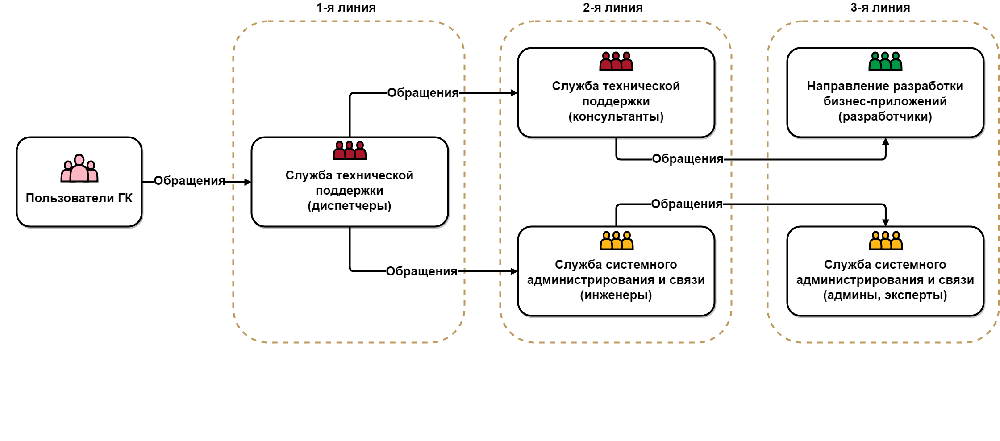 1-я линия
2-я линия
3-я линия
Пользователи ГК
Обращения
Служба технической
поддержки
(диспетчеры)
Обращения
Обращения
Служба технической
поддержки
(консультанты)
Обращения
Обращения
Служба системного
администрирования и связи
(инженеры)
Направление разработки
бизнес-приложений
(разработчики)
Служба системного
администрирования и связи
(админы, эксперты)